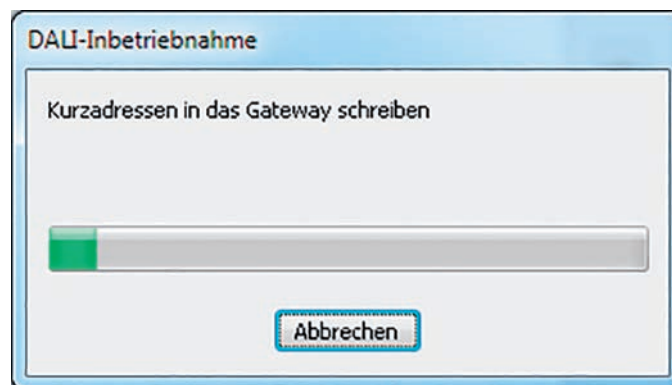 DALI-Inbetriebnahme
Kurzadressen in das Gateway schreiben
Abbrechen